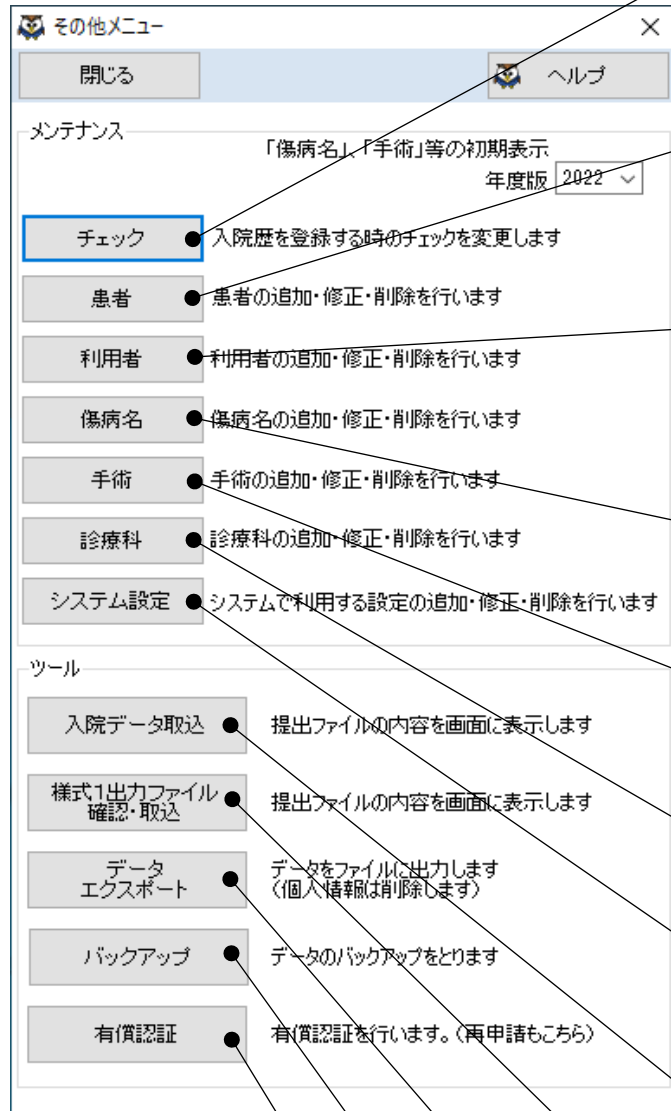 その他メニュー
閉じる
ヘルプ
メンテナンス
「傷病名」、「手術」等の初期表示
年度版 2022
チェック 入院歴を登録する時のチェックを変更します
患者 患者の追加・修正・削除を行います
利用者 利用者の追加・修正・削除を行います
傷病名 傷病名の追加・修正・削除を行います
手術 手術の追加・修正・削除を行います
診療科 診療科の追加・修正・削除を行います
システム設定 システムで利用する設定の追加・修正・削除を行います
ツール
入院データ取込 提出ファイルの内容を画面に表示します
様式1出力ファイル
確認・取込 提出ファイルの内容を画面に表示します
データ
エクスポート
データをファイルに出力します
(個人情報は削除します)
バックアップ データのバックアップをとります
有償認証 有償認証を行います。(再申請もこちら)